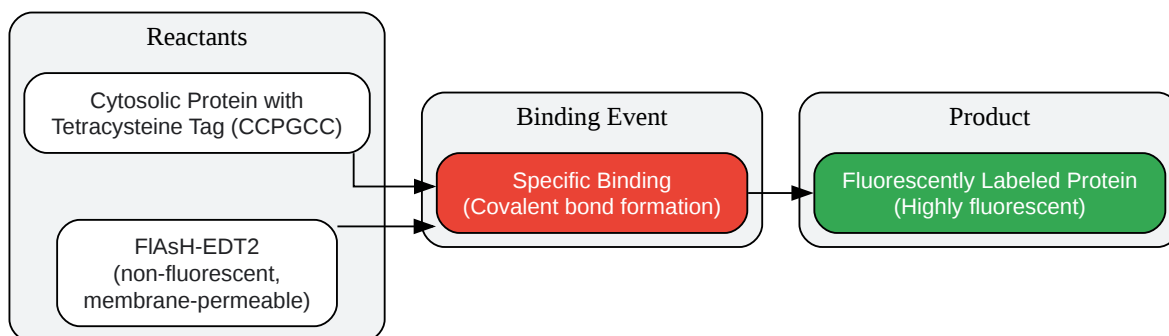 Reactants
Cytosolic Protein with
Tetracysteine Tag (CCPGCC)
FlAsH-EDT2
(non-fluorescent,
membrane-permeable)
Binding Event
Specific Binding
(Covalent bond formation)
Product
Fluorescently Labeled Protein
(Highly fluorescent)